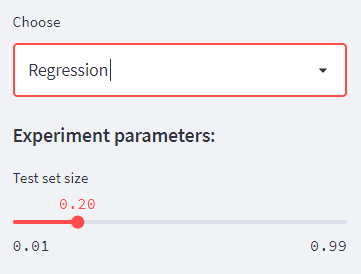 Choose
Regression
Experiment parameters:
Test set size
0.20
0.01 0.99